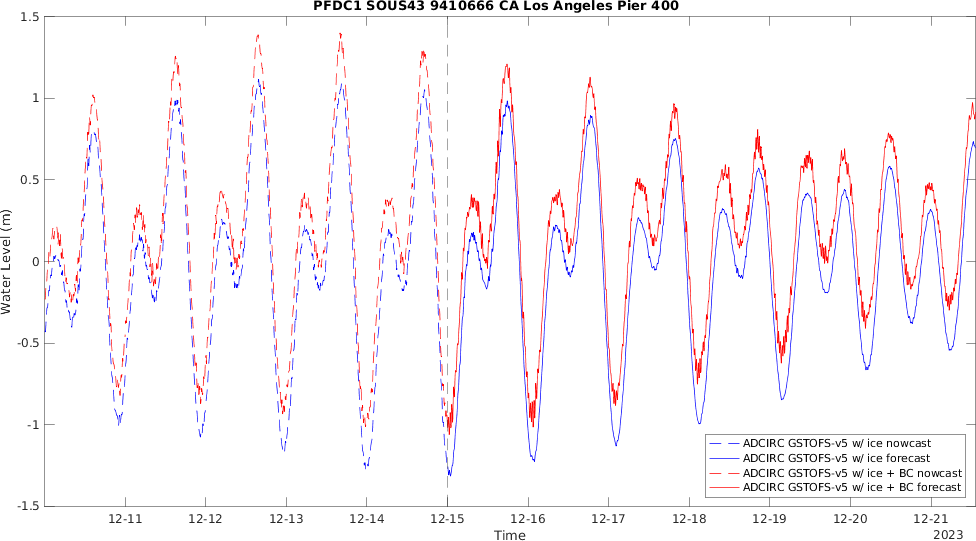 PFDC1 SOUS43 9410666 CA Los Angeles Pier 400
1.5
1
0.5
0
-0.5
-1
-1.5
Water Level (m)
12-11 12-12 12-13 12-14 12-15 12-16 12-17 12-18 12-19 12-20 12-21
Time
2023
ADCIRC GSTOFS-v5 w/ ice nowcast
ADCIRC GSTOFS-v5 w/ ice forecast
ADCIRC GSTOFS-v5 w/ ice + BC nowcast
ADCIRC GSTOFS-v5 w/ ice + BC forecast